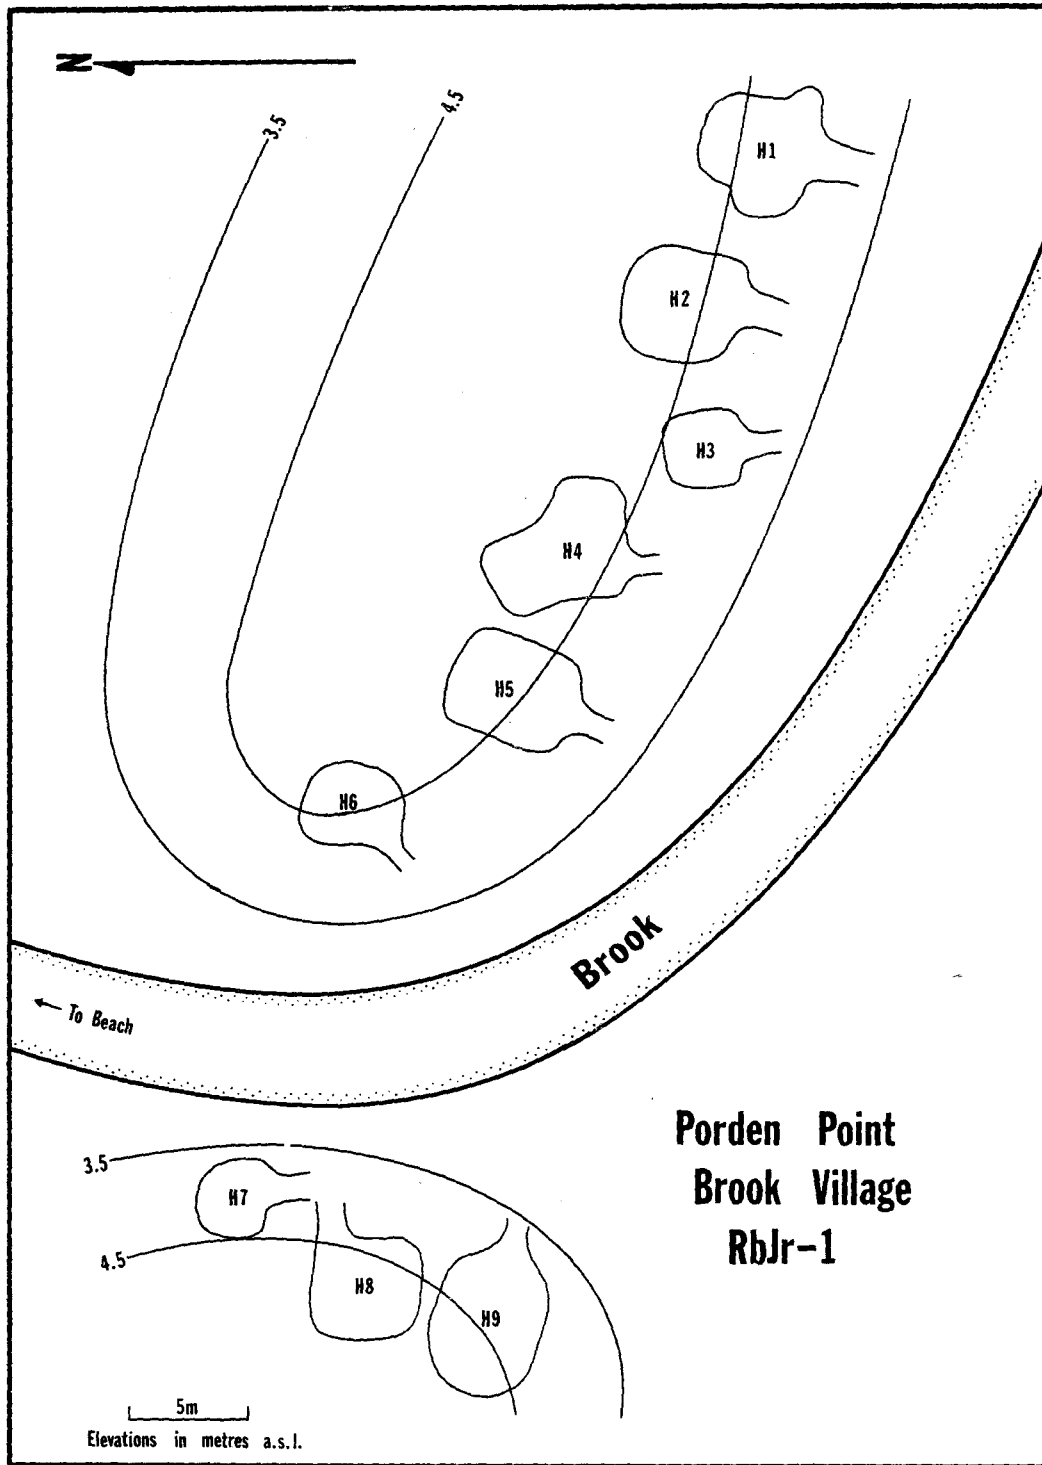 N
3.5
4.5
H1
H2
H3
H4
H5
H6
Brook
To Beach
Porden Point
Brook Village
RbJr-1
3.5
H7
4.5
H8
H9
5m
Elevations in metres a.s.l.